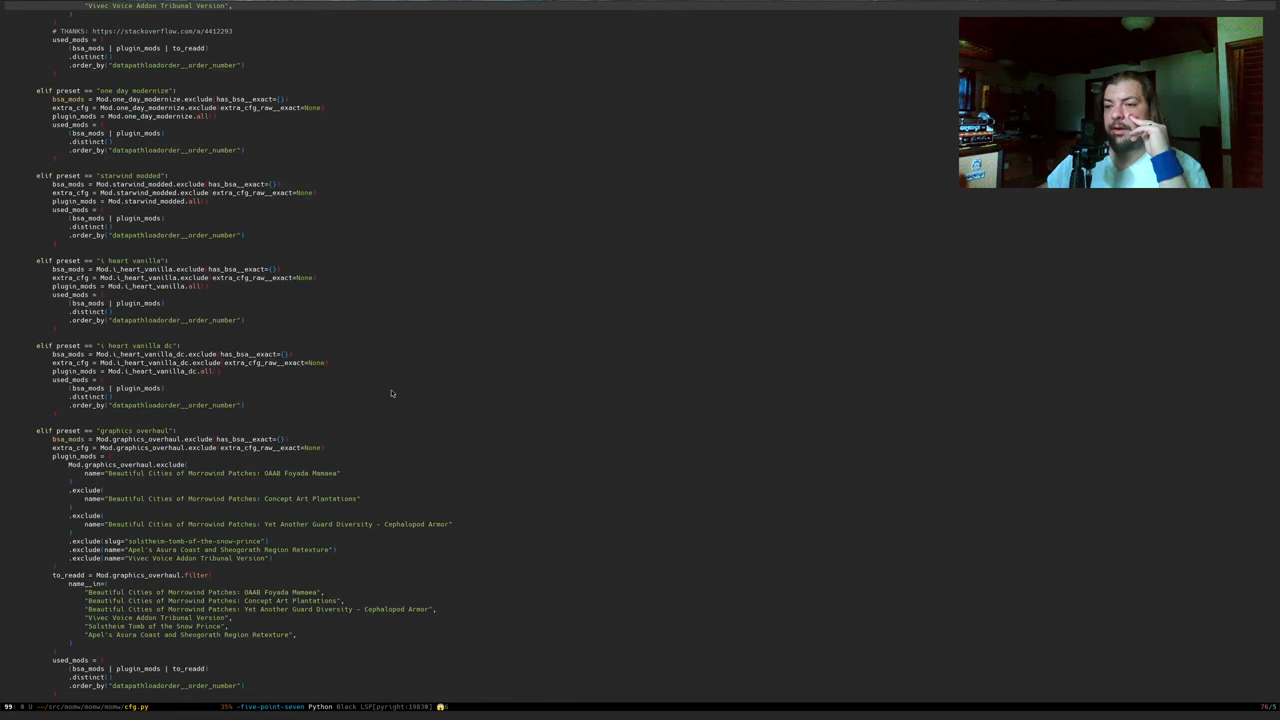 "Vivec Voice Addon Tribunal Version",
)
)
# THANKS: https://stackoverflow.com/a/4412293
used_mods = (
(bsa_mods | plugin_mods | to_readd)
.distinct()
.order_by("datapathloadorder__order_number")
)
elif preset == "one day modernize":
bsa_mods = Mod.one_day_modernize.exclude(has_bsa__exact={})
extra_cfg = Mod.one_day_modernize.exclude(extra_cfg_raw__exact=None)
plugin_mods = Mod.one_day_modernize.all()
used_mods = (
(bsa_mods | plugin_mods)
.distinct()
.order_by("datapathloadorder__order_number")
)
elif preset == "starwind modded":
bsa_mods = Mod.starwind_modded.exclude(has_bsa__exact={})
extra_cfg = Mod.starwind_modded.exclude(extra_cfg_raw__exact=None)
plugin_mods = Mod.starwind_modded.all()
used_mods = (
(bsa_mods | plugin_mods)
.distinct()
.order_by("datapathloadorder__order_number")
)
elif preset == "i heart vanilla":
bsa_mods = Mod.i_heart_vanilla.exclude(has_bsa__exact={})
extra_cfg = Mod.i_heart_vanilla.exclude(extra_cfg_raw__exact=None)
plugin_mods = Mod.i_heart_vanilla.all()
used_mods = (
(bsa_mods | plugin_mods)
.distinct()
.order_by("datapathloadorder__order_number")
)
elif preset == "i heart vanilla dc":
bsa_mods = Mod.i_heart_vanilla_dc.exclude(has_bsa__exact={})
extra_cfg = Mod.i_heart_vanilla_dc.exclude(extra_cfg_raw__exact=None)
plugin_mods = Mod.i_heart_vanilla_dc.all()
used_mods = (
(bsa_mods | plugin_mods)
.distinct()
.order_by("datapathloadorder__order_number")
)
elif preset == "graphics overhaul":
bsa_mods = Mod.graphics_overhaul.exclude(has_bsa__exact={})
extra_cfg = Mod.graphics_overhaul.exclude(extra_cfg_raw__exact=None)
plugin_mods = (
Mod.graphics_overhaul.exclude(
name="Beautiful Cities of Morrowind Patches: OAAB Foyada Mamaea"
)
.exclude(
name="Beautiful Cities of Morrowind Patches: Concept Art Plantations"
)
.exclude(
name="Beautiful Cities of Morrowind Patches: Yet Another Guard Diversity - Cephalopod Armor"
)
.exclude(slug="solstheim-tomb-of-the-snow-prince")
.exclude(name="Apel's Asura Coast and Sheogorath Region Retexture")
.exclude(name="Vivec Voice Addon Tribunal Version")
)
to_readd = Mod.graphics_overhaul.filter(
name__in=(
"Beautiful Cities of Morrowind Patches: OAAB Foyada Mamaea",
"Beautiful Cities of Morrowind Patches: Concept Art Plantations",
"Beautiful Cities of Morrowind Patches: Yet Another Guard Diversity - Cephalopod Armor",
"Vivec Voice Addon Tribunal Version",
"Solstheim Tomb of the Snow Prince",
"Apel's Asura Coast and Sheogorath Region Retexture",
)
)
used_mods = (
(bsa_mods | plugin_mods | to_readd)
.distinct()
.order_by("datapathloadorder__order_number")
)
99: 0 U ~/src/momw/momw/momw/cfg.py 35% -five-point-seven Python Black LSP[pyright:19830] 76/5